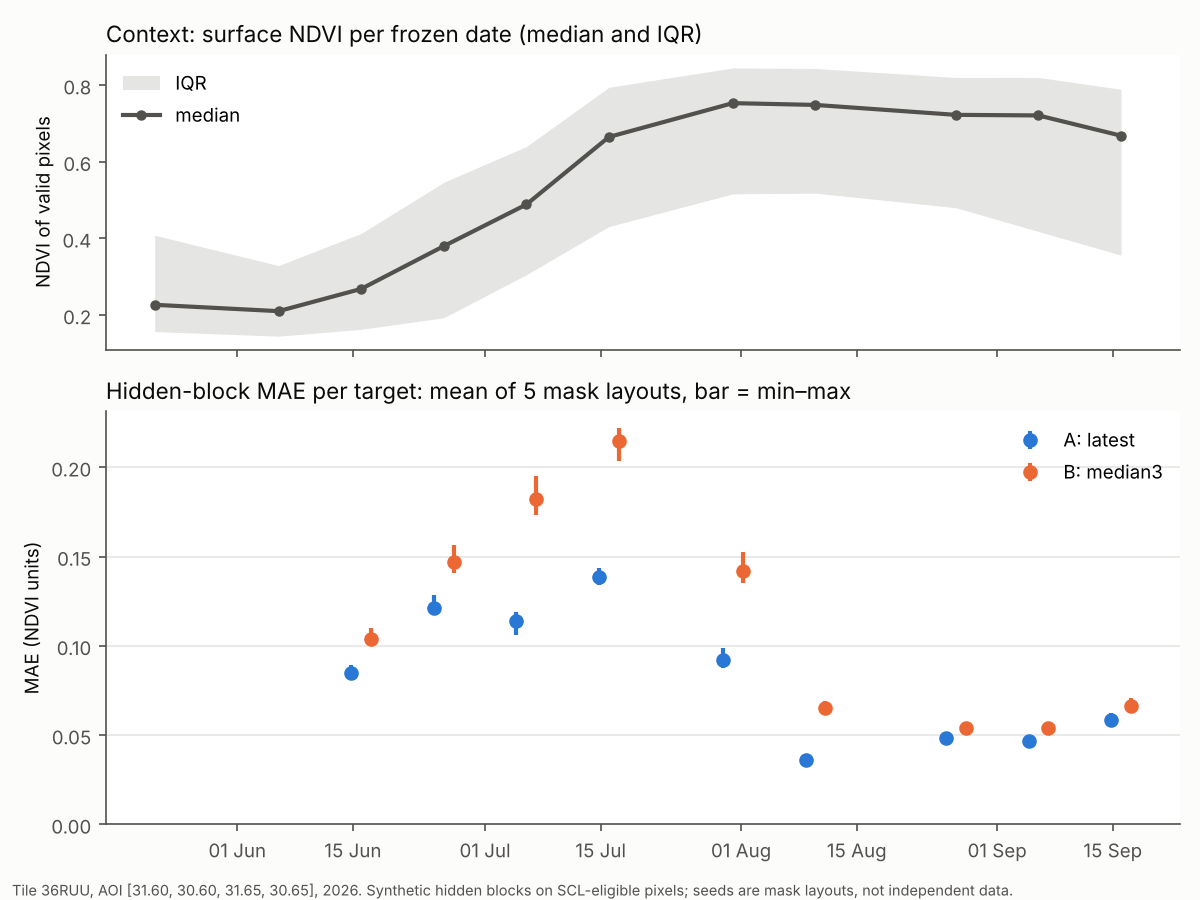 Context: surface NDVI per frozen date (median and IQR)
IQR
median
NDVI of valid pixels
0.8
0.6
0.4
0.2
Hidden-block MAE per target: mean of 5 mask layouts, bar = min–max
A: latest
B: median3
MAE (NDVI units)
0.20
0.15
0.10
0.05
0.00
01 Jun 15 Jun 01 Jul 15 Jul 01 Aug 15 Aug 01 Sep 15 Sep
Tile 36RUU, AOI [31.60, 30.60, 31.65, 30.65], 2026. Synthetic hidden blocks on SCL-eligible pixels; seeds are mask layouts, not independent data.